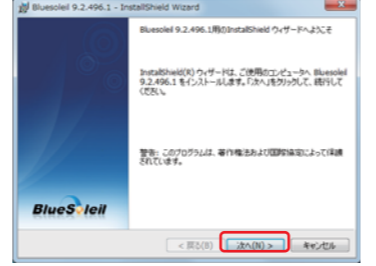 Bluesoleil 9.2.496.1 - InstallShield Wizard
Bluesoleil 9.2.496.1用のInstallShield ウィザードへようこそ
InstallShield(R) ウィザードは、ご使用のコンピュータへ Bluesoleil
9.2.496.1 をインストールします。「次へ」をクリックして、続行して
ください。
警告: このプログラムは、著作権法および国際協定によって保護
されています。
BlueSoleil
< 戻る(B)
次へ(N) >
キャンセル